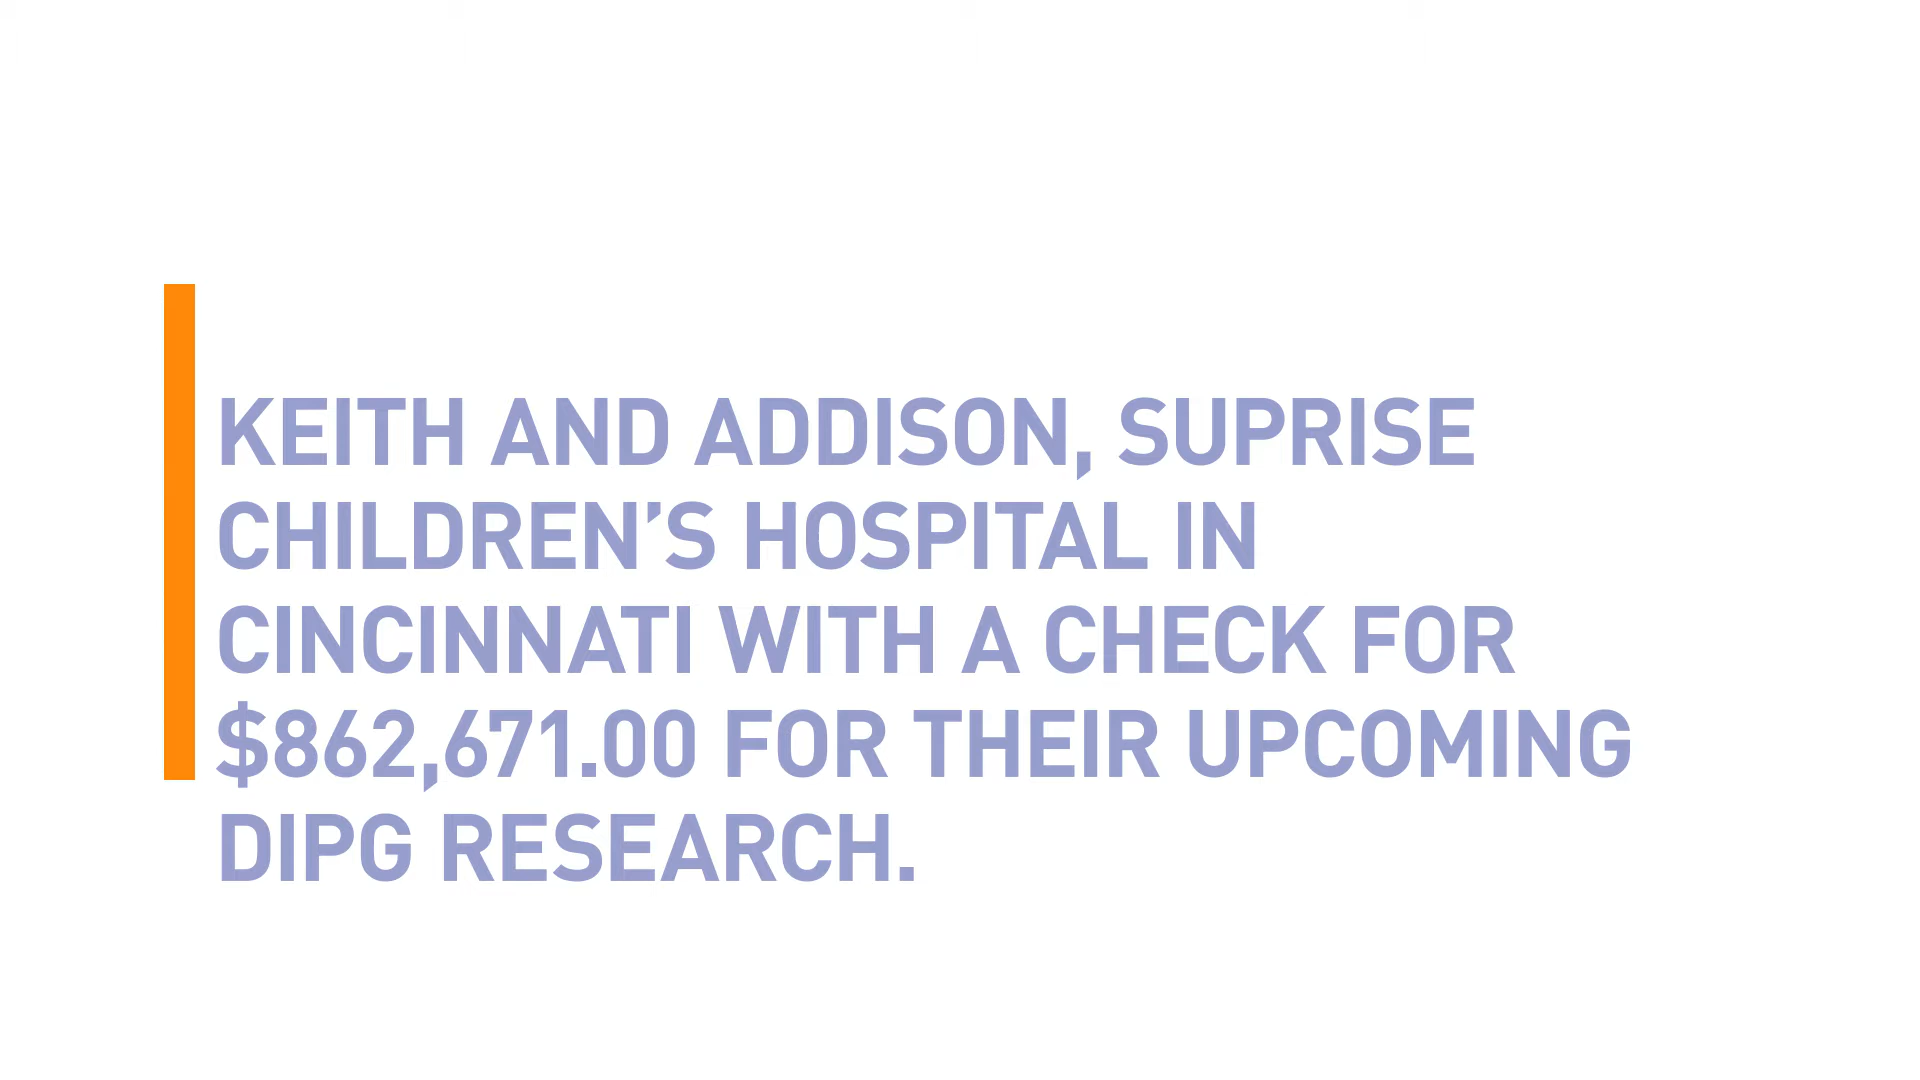 KEITH AND ADDISON, SUPRISE
CHILDREN’S HOSPITAL IN
CINCINNATI WITH A CHECK FOR
$862,671.00 FOR THEIR UPCOMING
DIPG RESEARCH.